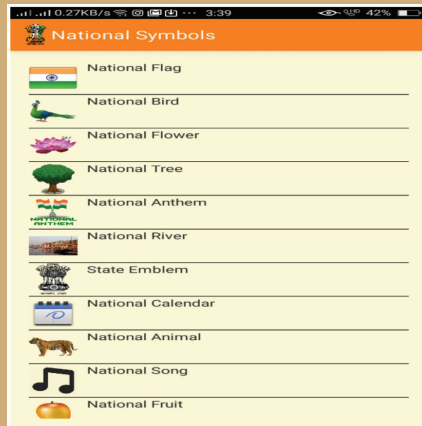 0.27KB/s ... 3:39 42%
National Symbols
National Flag
National Bird
National Flower
National Tree
National Anthem
NATIONAL
ANTHEM
National River
State Emblem
National Calendar
National Animal
National Song
National Fruit